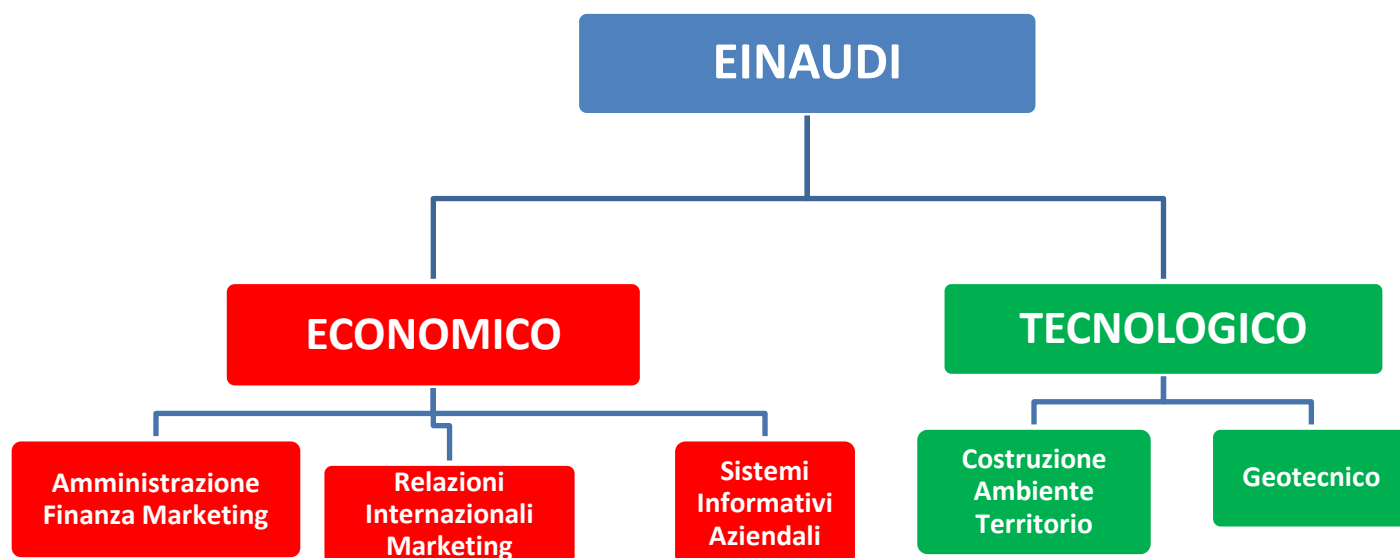 EINAUDI
ECONOMICO
TECNOLOGICO
Amministrazione
Finanza Marketing
Relazioni
Internazionali
Marketing
Sistemi
Informativi
Aziendali
Costruzione
Ambiente
Territorio
Geotecnico